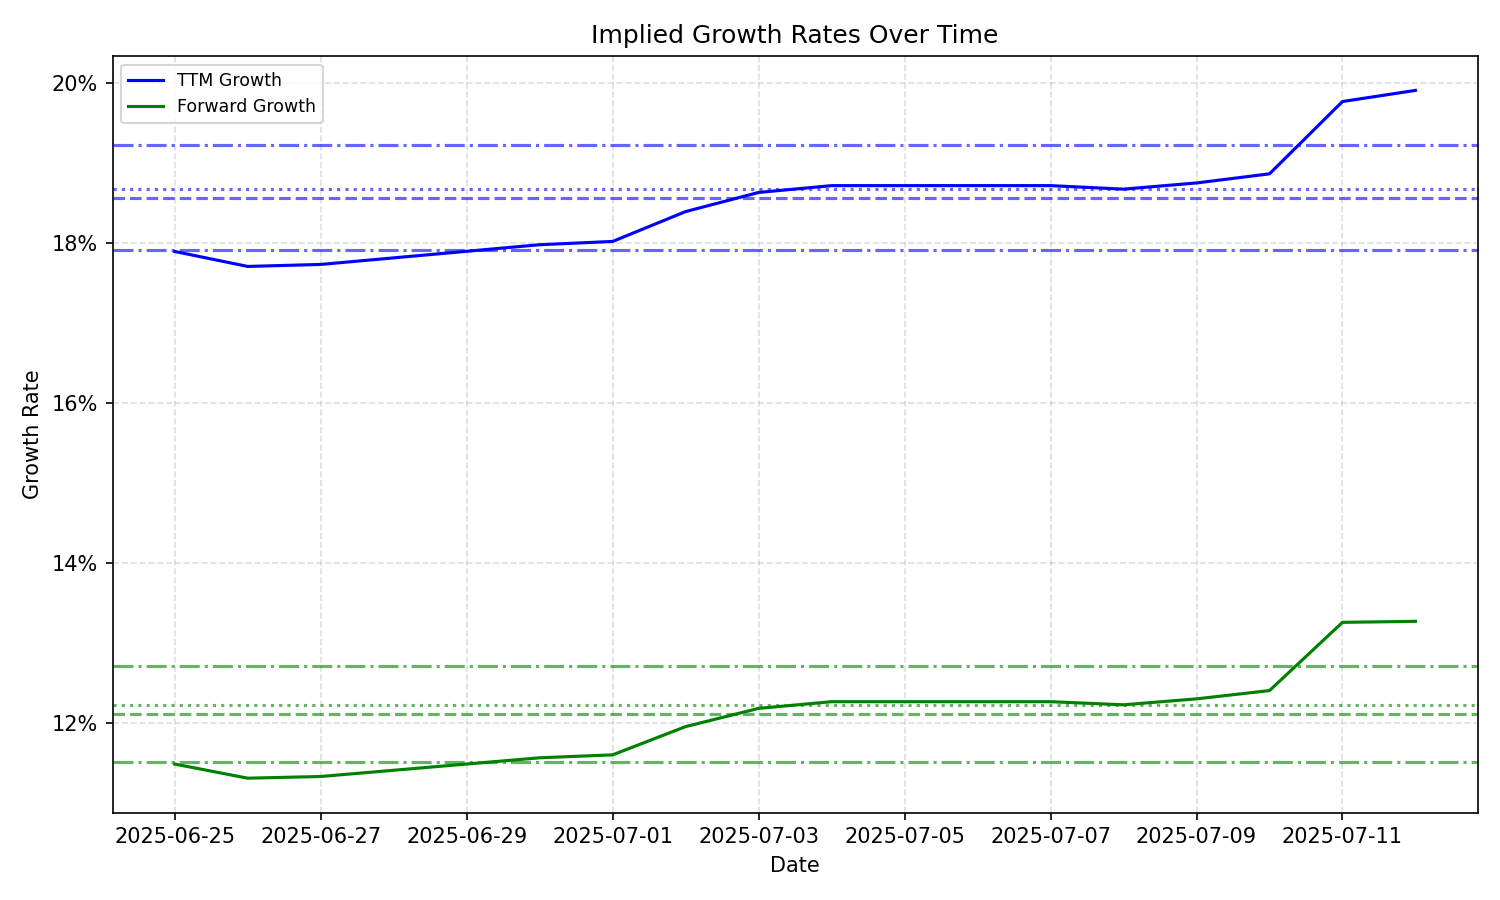 Implied Growth Rates Over Time
TTM Growth
Forward Growth
20%
18%
16%
14%
12%
Growth Rate
2025-06-25 2025-06-27 2025-06-29 2025-07-01 2025-07-03 2025-07-05 2025-07-07 2025-07-09 2025-07-11
Date